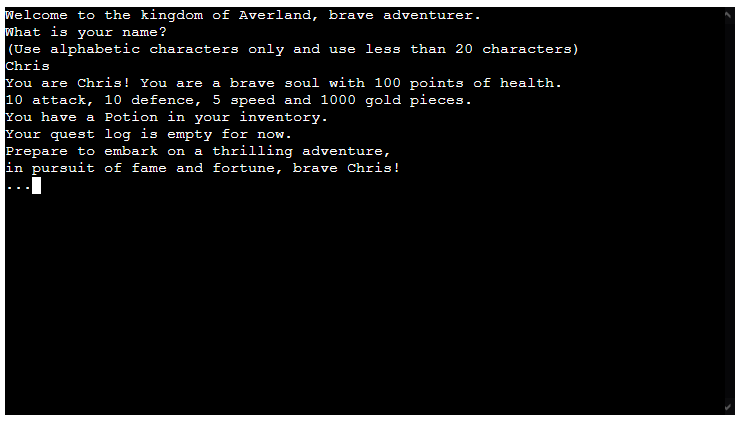 Welcome to the kingdom of Averland, brave adventurer.
What is your name?
(Use alphabetic characters only and use less than 20 characters)
Chris
You are Chris! You are a brave soul with 100 points of health.
10 attack, 10 defence, 5 speed and 1000 gold pieces.
You have a Potion in your inventory.
Your quest log is empty for now.
Prepare to embark on a thrilling adventure,
in pursuit of fame and fortune, brave Chris!
...